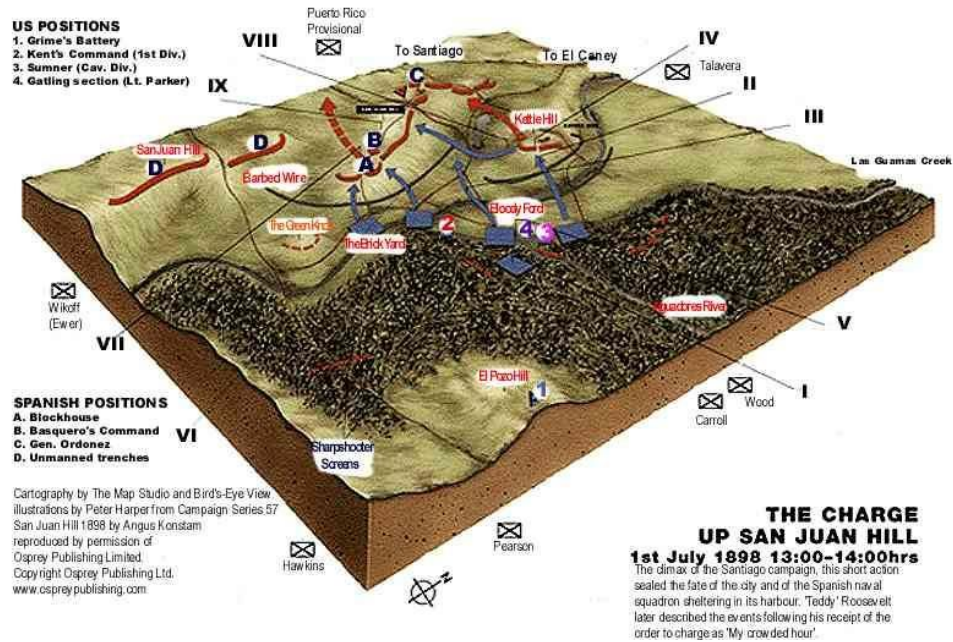 US POSITIONS
1. Grime's Battery
2. Kent's Command (1st Div.)
3. Sumner (Cav. Div.)
4. Gatling section (Lt. Parker)
Puerto Rico
Provisional
VIII
To Santiago
To El Caney
IV
Talavera
IX
II
III
C
Kettle Hill
San Juan Hill
D
D
B
A
Barbed Wire
Las Guamas Creek
The Green
Bloody Ford
The Brick Yard
2
4
3
Wikoff
(Ewer)
VII
Aguadores River
V
El Pozo Hill
1
I
Wood
Carroll
SPANISH POSITIONS
A. Blockhouse
B. Basquero's Command
C. Gen. Ordonez
D. Unmanned trenches
VI
Sharpshooter
Screens
Cartography by The Map Studio and Bird's-Eye View
illustrations by Peter Harper from Campaign Series 57
San Juan Hill 1898 by Angus Konstam
reproduced by permission of
Osprey Publishing Limited.
Copyright Osprey Publishing Ltd.
www.ospreypublishing.com
Hawkins
Pearson
N
THE CHARGE
UP SAN JUAN HILL
1st July 1898 13:00-14:00hrs
The climax of the Santiago campaign, this short action
sealed the fate of the city and of the Spanish naval
squadron sheltering in its harbour. 'Teddy' Roosevelt
later described the events following his receipt of the
order to charge as 'My crowded hour'